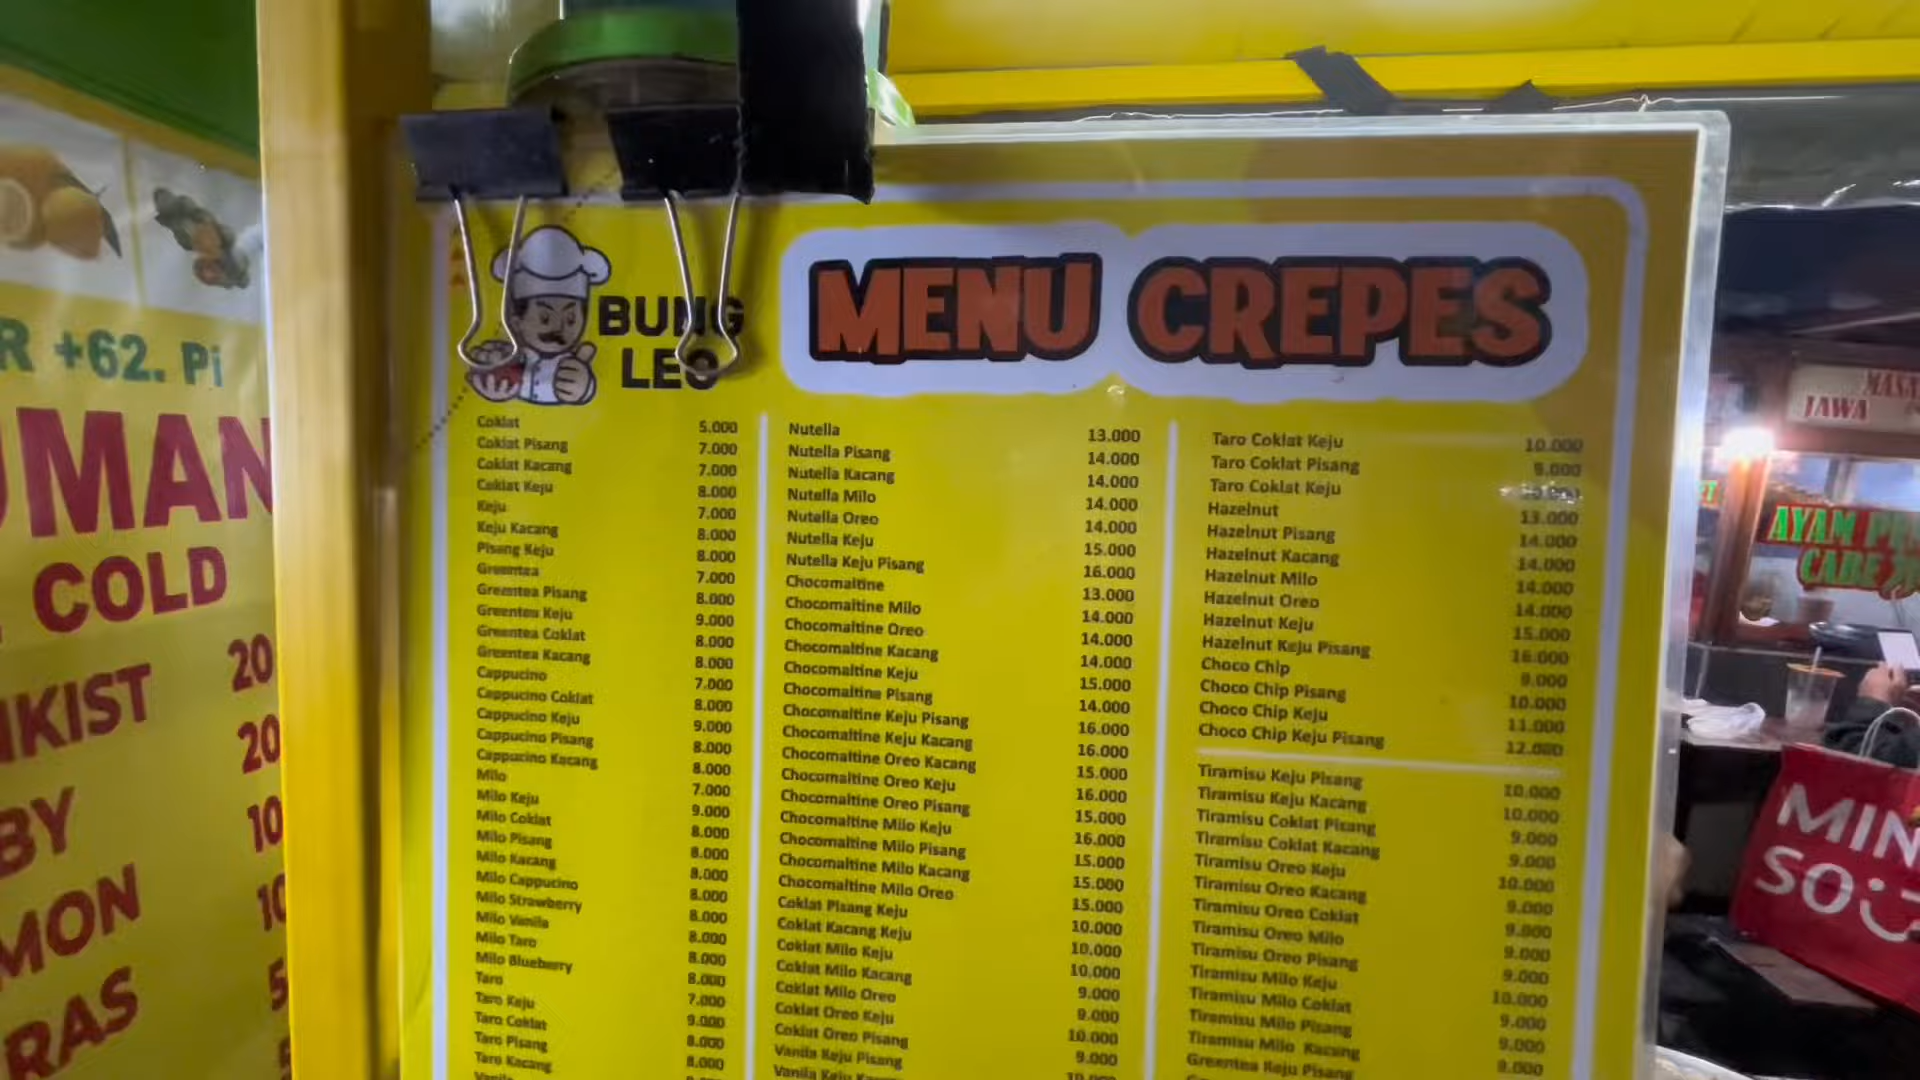 R +62. Pi
UMAN
COLD
NKIST 20
BY 20
MON 10
RAS 10
5
BUNG
LEO
MENU CREPES
Coklat 5.000
Coklat Pisang 7.000
Coklat Kacang 7.000
Coklat Keju 8.000
Keju 7.000
Keju Kacang 8.000
Pisang Keju 8.000
Greentea 7.000
Greentea Pisang 8.000
Greentea Keju 9.000
Greentea Coklat 8.000
Greentea Kacang 8.000
Cappucino 7.000
Cappucino Coklat 8.000
Cappucino Keju 9.000
Cappucino Pisang 8.000
Cappucino Kacang 8.000
Milo 7.000
Milo Keju 9.000
Milo Coklat 8.000
Milo Pisang 8.000
Milo Kacang 8.000
Milo Cappucino 8.000
Milo Strawberry 8.000
Milo Vanila 8.000
Milo Taro 8.000
Milo Blueberry 8.000
Taro 7.000
Taro Keju 9.000
Taro Coklat 8.000
Taro Pisang 8.000
Taro Kacang
Nutella 13.000
Nutella Pisang 14.000
Nutella Kacang 14.000
Nutella Milo 14.000
Nutella Oreo 14.000
Nutella Keju 15.000
Nutella Keju Pisang 16.000
Chocomaltine 13.000
Chocomaltine Milo 14.000
Chocomaltine Oreo 14.000
Chocomaltine Kacang 14.000
Chocomaltine Keju 15.000
Chocomaltine Pisang 14.000
Chocomaltine Keju Pisang 16.000
Chocomaltine Keju Kacang 16.000
Chocomaltine Oreo Kacang 15.000
Chocomaltine Oreo Keju 16.000
Chocomaltine Oreo Pisang 15.000
Chocomaltine Milo Keju 16.000
Chocomaltine Milo Pisang 15.000
Chocomaltine Milo Kacang 15.000
Chocomaltine Milo Oreo 15.000
Coklat Pisang Keju 10.000
Coklat Kacang Keju 10.000
Coklat Milo Keju 10.000
Coklat Milo Kacang 9.000
Coklat Milo Oreo 9.000
Coklat Oreo Keju 10.000
Coklat Oreo Pisang 9.000
Vanila Keju Pisang 10.000
Vanila Keju
Taro Coklat Keju 10.000
Taro Coklat Pisang 9.000
Taro Coklat Keju
Hazelnut 13.000
Hazelnut Pisang 14.000
Hazelnut Kacang 14.000
Hazelnut Milo 14.000
Hazelnut Oreo 14.000
Hazelnut Keju 15.000
Hazelnut Keju Pisang 16.000
Choco Chip 9.000
Choco Chip Pisang 10.000
Choco Chip Keju 11.000
Choco Chip Keju Pisang 12.000
Tiramisu Keju Pisang 10.000
Tiramisu Keju Kacang 10.000
Tiramisu Coklat Pisang 9.000
Tiramisu Coklat Kacang 9.000
Tiramisu Oreo Keju 10.000
Tiramisu Oreo Kacang 9.000
Tiramisu Oreo Coklat 9.000
Tiramisu Oreo Milo 9.000
Tiramisu Oreo Pisang 9.000
Tiramisu Milo Keju 10.000
Tiramisu Milo Coklat 9.000
Tiramisu Milo Pisang 9.000
Tiramisu Milo Kacang 9.000
Greentea Keju Pisang
JAWA
AYAM
CABE
MIN
SO